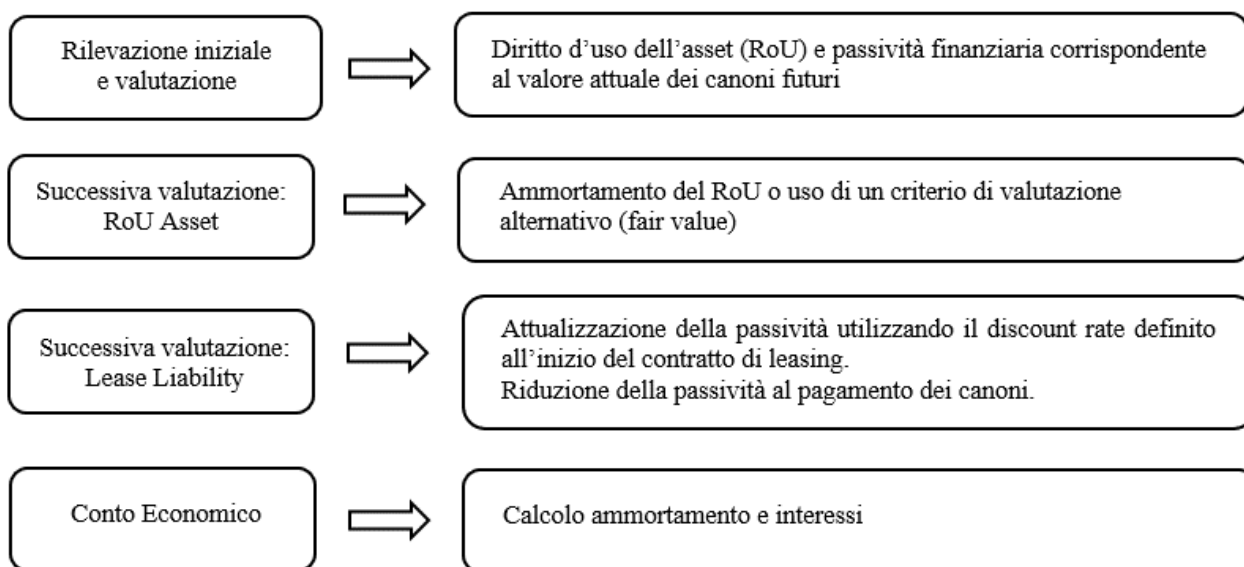 Rilevazione iniziale
e valutazione
Diritto d’uso dell’asset (RoU) e passività finanziaria corrispondente
al valore attuale dei canoni futuri
Successiva valutazione:
RoU Asset
Ammortamento del RoU o uso di un criterio di valutazione
alternativo (fair value)
Successiva valutazione:
Lease Liability
Attualizzazione della passività utilizzando il discount rate definito
all’inizio del contratto di leasing.
Riduzione della passività al pagamento dei canoni.
Conto Economico
Calcolo ammortamento e interessi